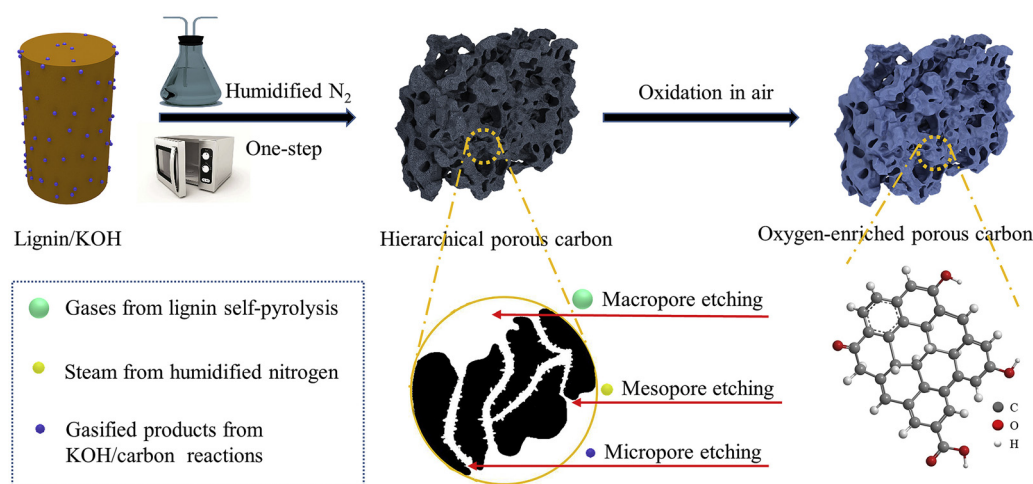 Humidified N₂
One-step
Oxidation in air
Lignin/KOH
Hierarchical porous carbon
Oxygen-enriched porous carbon
Gases from lignin self-pyrolysis
Steam from humidified nitrogen
Gasified products from
KOH/carbon reactions
Macropore etching
Mesopore etching
Micropore etching
C
O
H